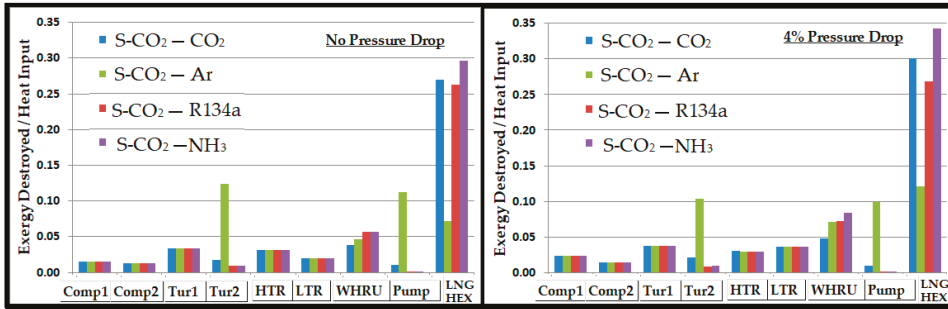 Exergy Destroyed / Heat Input
0.35
0.30
0.25
0.20
0.15
0.10
0.05
0.00
No Pressure Drop
S-CO₂ – CO₂
S-CO₂ – Ar
S-CO₂ – R134a
S-CO₂ –NH₃
Comp1 Comp2 Tur1 Tur2 HTR LTR WHRU Pump LNG HEX
Exergy Destroyed / Heat Input
0.35
0.30
0.25
0.20
0.15
0.10
0.05
0.00
4% Pressure Drop
S-CO₂ – CO₂
S-CO₂ – Ar
S-CO₂ – R134a
S-CO₂ –NH₃
Comp1 Comp2 Tur1 Tur2 HTR LTR WHRU Pump LNG HEX